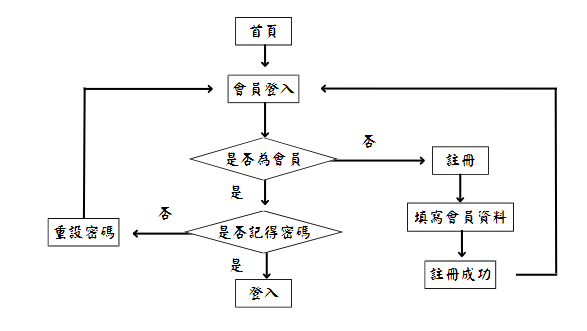 首頁
會員登入
是否為會員
否
註冊
是
填寫會員資料
否
是否記得密碼
重設密碼
是
註冊成功
登入